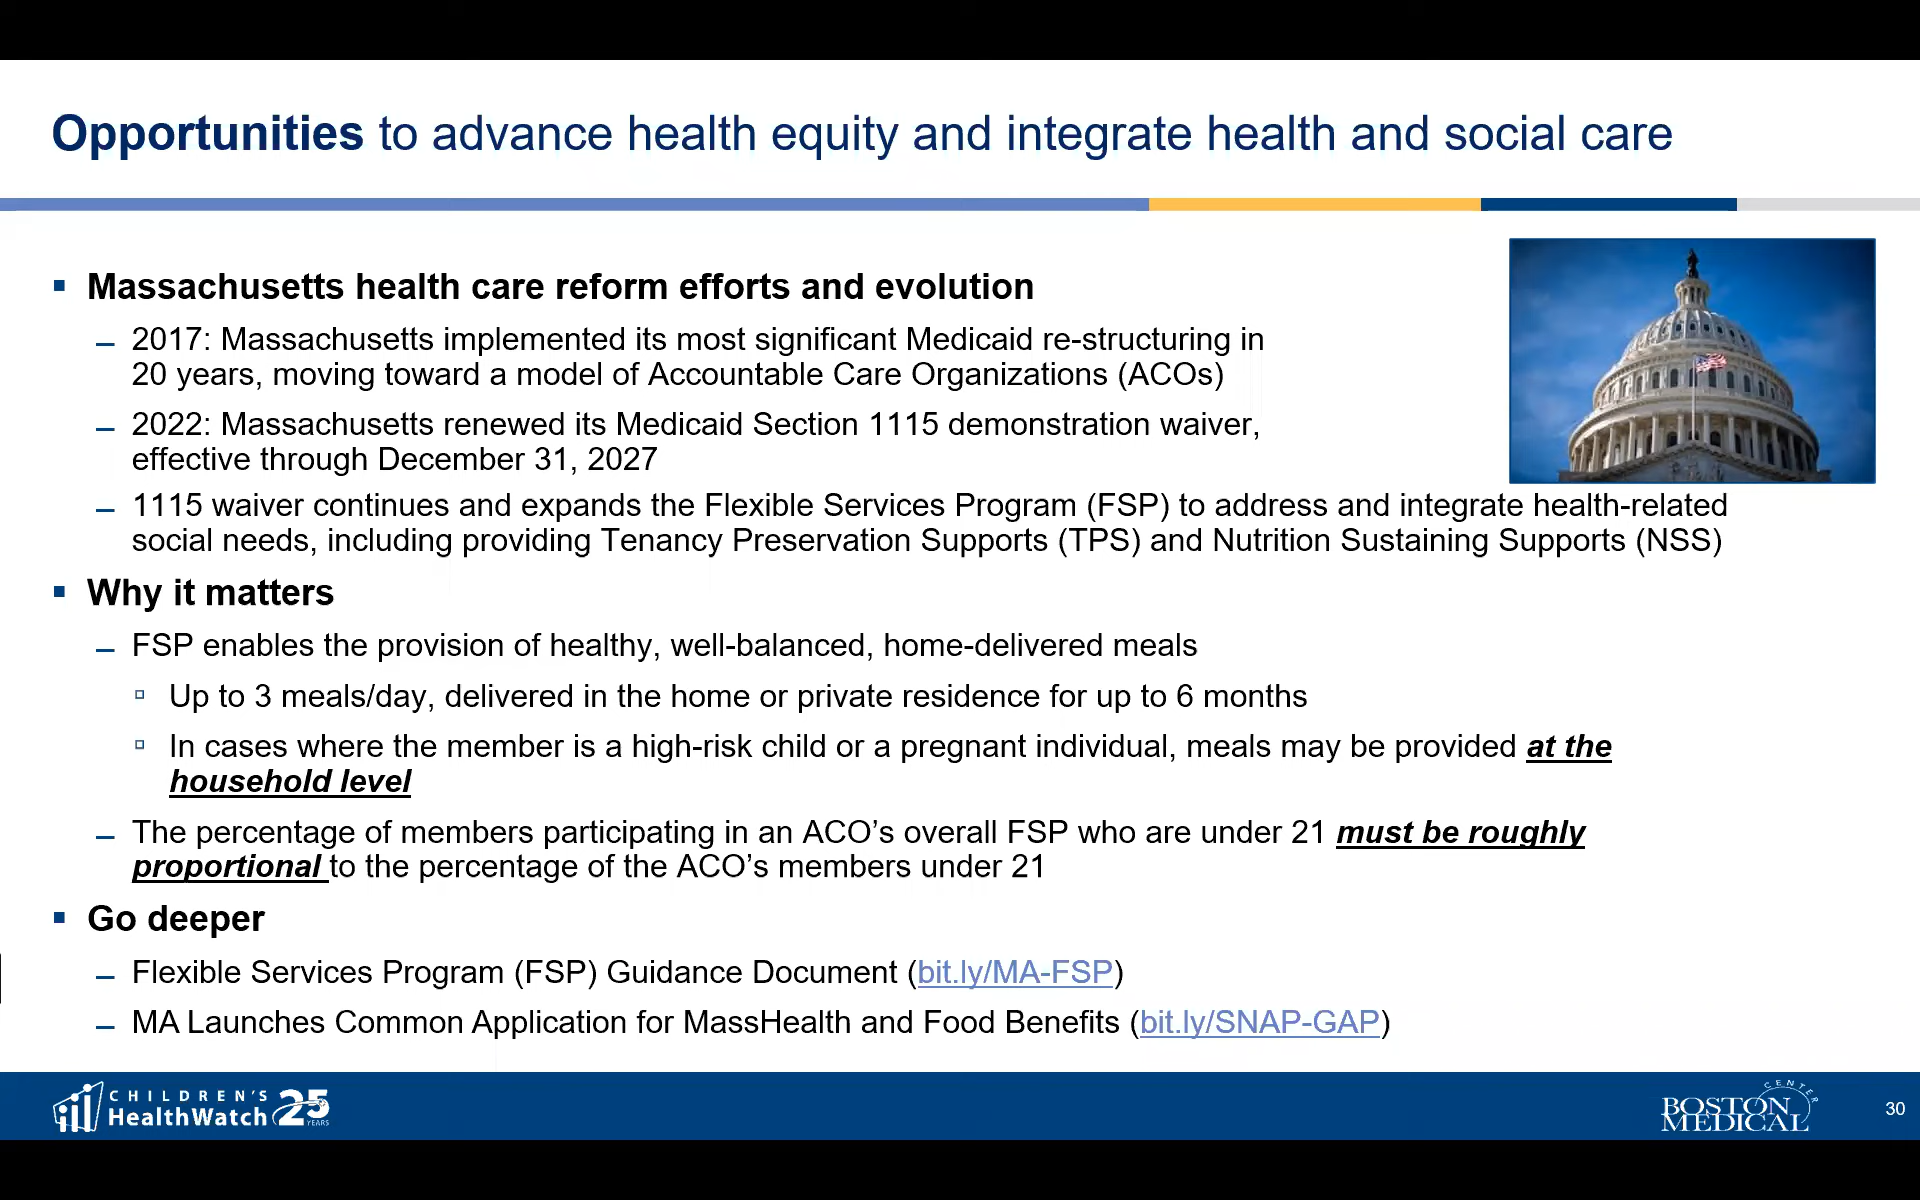 Opportunities to advance health equity and integrate health and social care
Massachusetts health care reform efforts and evolution
2017: Massachusetts implemented its most significant Medicaid re-structuring in
20 years, moving toward a model of Accountable Care Organizations (ACOs)
2022: Massachusetts renewed its Medicaid Section 1115 demonstration waiver,
effective through December 31, 2027
1115 waiver continues and expands the Flexible Services Program (FSP) to address and integrate health-related
social needs, including providing Tenancy Preservation Supports (TPS) and Nutrition Sustaining Supports (NSS)
Why it matters
FSP enables the provision of healthy, well-balanced, home-delivered meals
Up to 3 meals/day, delivered in the home or private residence for up to 6 months
In cases where the member is a high-risk child or a pregnant individual, meals may be provided at the
household level
The percentage of members participating in an ACO’s overall FSP who are under 21 must be roughly
proportional to the percentage of the ACO’s members under 21
Go deeper
Flexible Services Program (FSP) Guidance Document (bit.ly/MA-FSP)
MA Launches Common Application for MassHealth and Food Benefits (bit.ly/SNAP-GAP)
CHILDREN'S
HealthWatch 25
YEARS
BOSTON
MEDICAL
CENTER
30